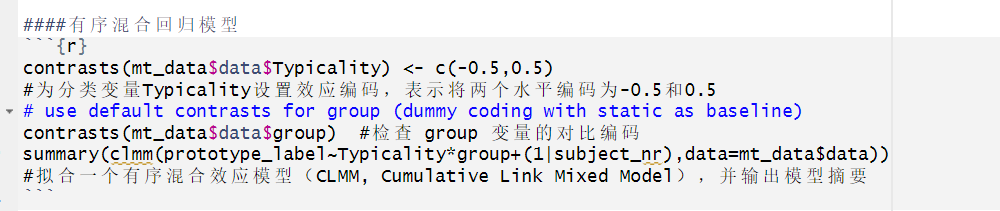 ####有序混合回归模型
```{r}
contrasts(mt_data$data$Typicality) <- c(-0.5,0.5)
#为分类变量Typicality设置效应编码，表示将两个水平编码为-0.5和0.5
# use default contrasts for group (dummy coding with static as baseline)
contrasts(mt_data$data$group)  #检查 group 变量的对比编码
summary(clmm(prototype_label~Typicality*group+(1|subject_nr),data=mt_data$data))
#拟合一个有序混合效应模型（CLMM, Cumulative Link Mixed Model），并输出模型摘要
```